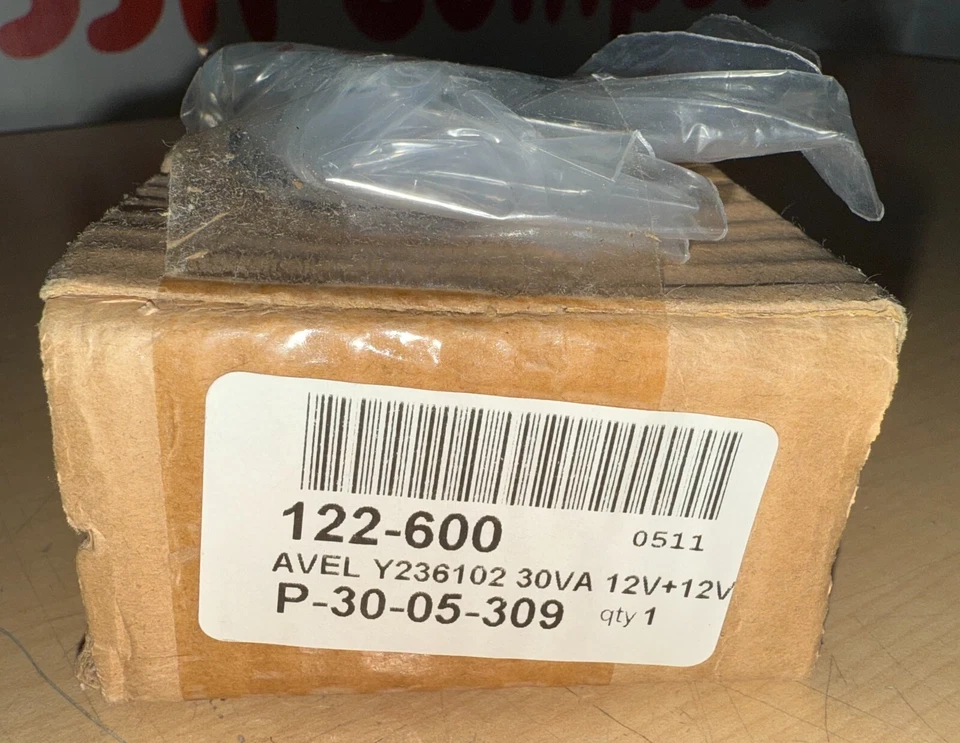 122-600 0511
AVEL Y236102 30VA 12V+12V
P-30-05-309 qty 1